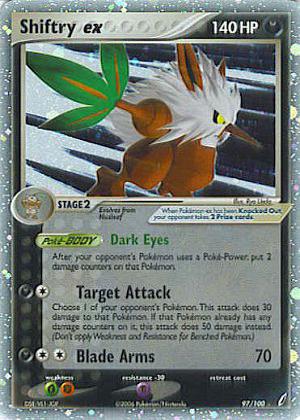 Shiftry ex 140 HP
Illus. Ryo Ueda
STAGE 2
Evolves from
Nuzleaf
When Pokémon-ex has been Knocked Out,
your opponent takes 2 Prize cards.
Poké-BODY Dark Eyes
After your opponent's Pokémon uses a Poké-Power, put 2
damage counters on that Pokémon.
Target Attack
Choose 1 of your opponent's Pokémon. This attack does 30
damage to that Pokémon. If that Pokémon already has any
damage counters on it, this attack does 50 damage instead.
(Don't apply Weakness and Resistance for Benched Pokémon.)
Blade Arms 70
weakness resistance -30 retreat cost
©2006 Pokémon/Nintendo 97/100